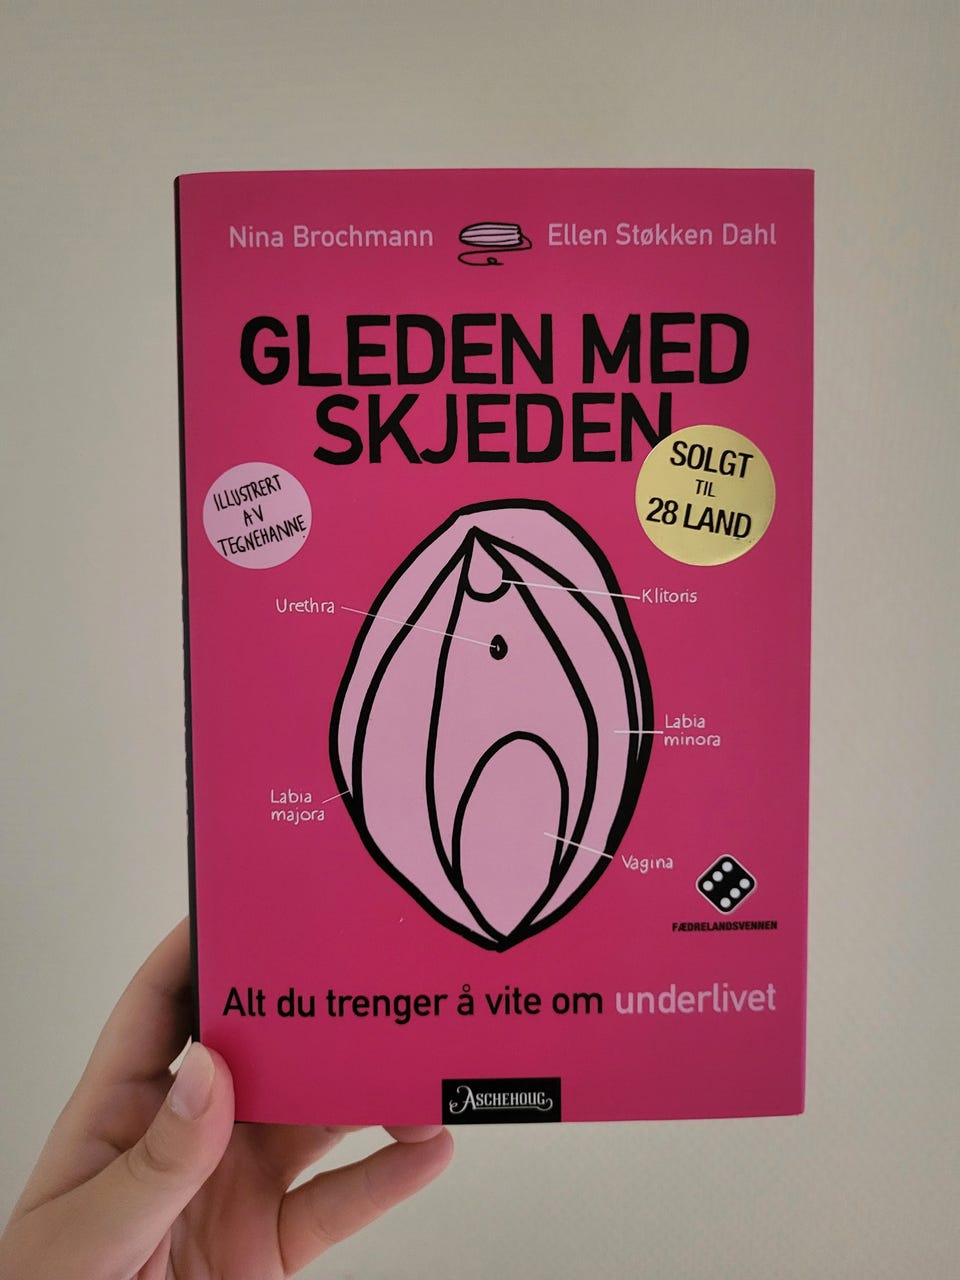 Nina Brochmann
Ellen Støkken Dahl
GLEDEN MED
SKJEDEN
SOLGT
TIL
28 LAND
ILLUSTRERT
AV
TEGNEHANNE
Urethra
Klitoris
Labia
minora
Labia
majora
Vagina
FÆDRELANDSVENNEN
Alt du trenger å vite om underlivet
ASCHEHOUG